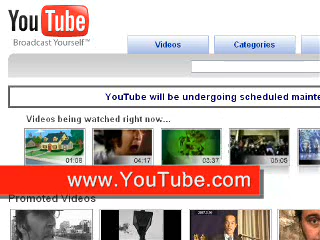 YouTube
Broadcast Yourself™
Videos
Categories
YouTube will be undergoing scheduled mainte
Videos being watched right now...
01:08
04:17
03:37
05:05
www.YouTube.com
Promoted Videos